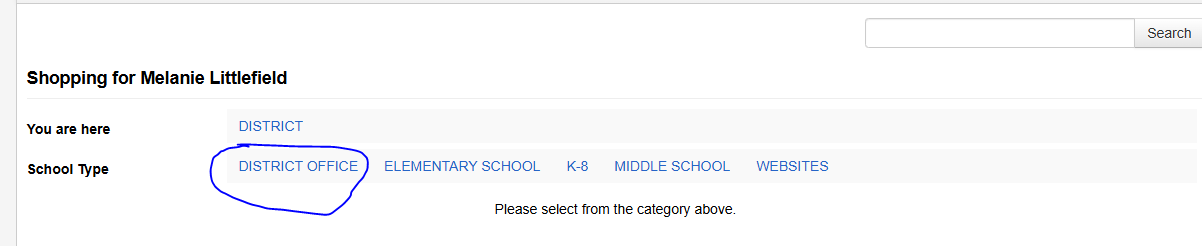 Search
Shopping for Melanie Littlefield
You are here DISTRICT
School Type DISTRICT OFFICE ELEMENTARY SCHOOL K-8 MIDDLE SCHOOL WEBSITES
Please select from the category above.